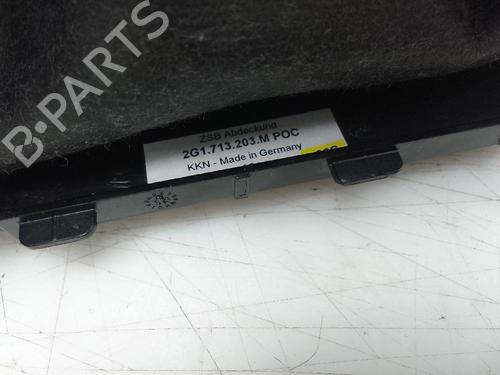 ZSB Abdeckung
2G1.713.203.M POC
KKN - Made in Germany
B-PARTS